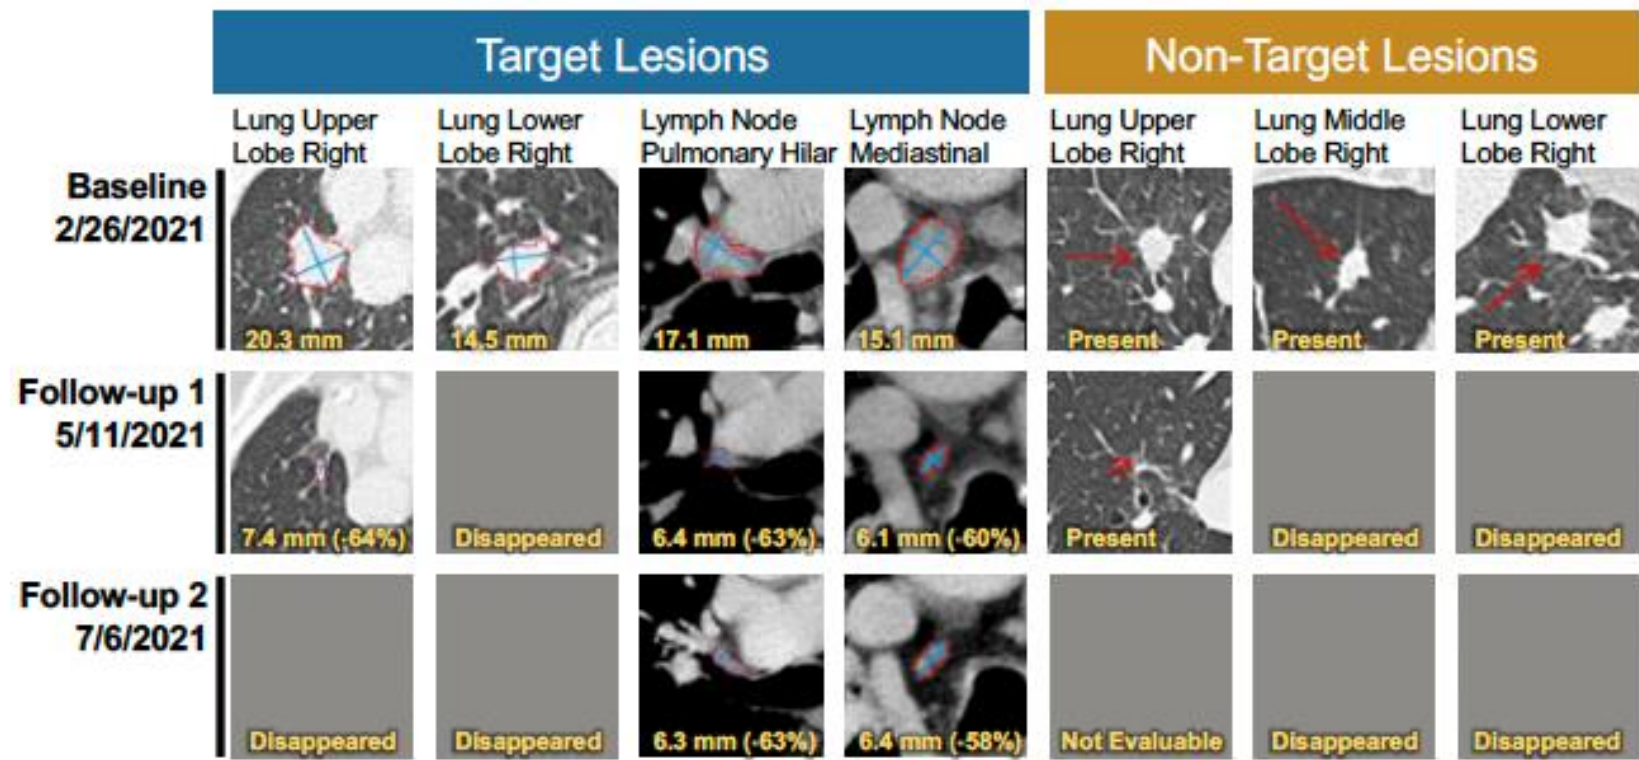 Target Lesions
Non-Target Lesions
Lung Upper
Lobe Right
Lung Lower
Lobe Right
Lymph Node
Pulmonary Hilar
Lymph Node
Mediastinal
Lung Upper
Lobe Right
Lung Middle
Lobe Right
Lung Lower
Lobe Right
Baseline
2/26/2021
20.3 mm
14.5 mm
17.1 mm
15.1 mm
Present
Present
Present
Follow-up 1
5/11/2021
7.4 mm (-64%)
Disappeared
6.4 mm (-63%)
6.1 mm (-60%)
Present
Disappeared
Disappeared
Follow-up 2
7/6/2021
Disappeared
Disappeared
6.3 mm (-63%)
6.4 mm (-58%)
Not Evaluable
Disappeared
Disappeared